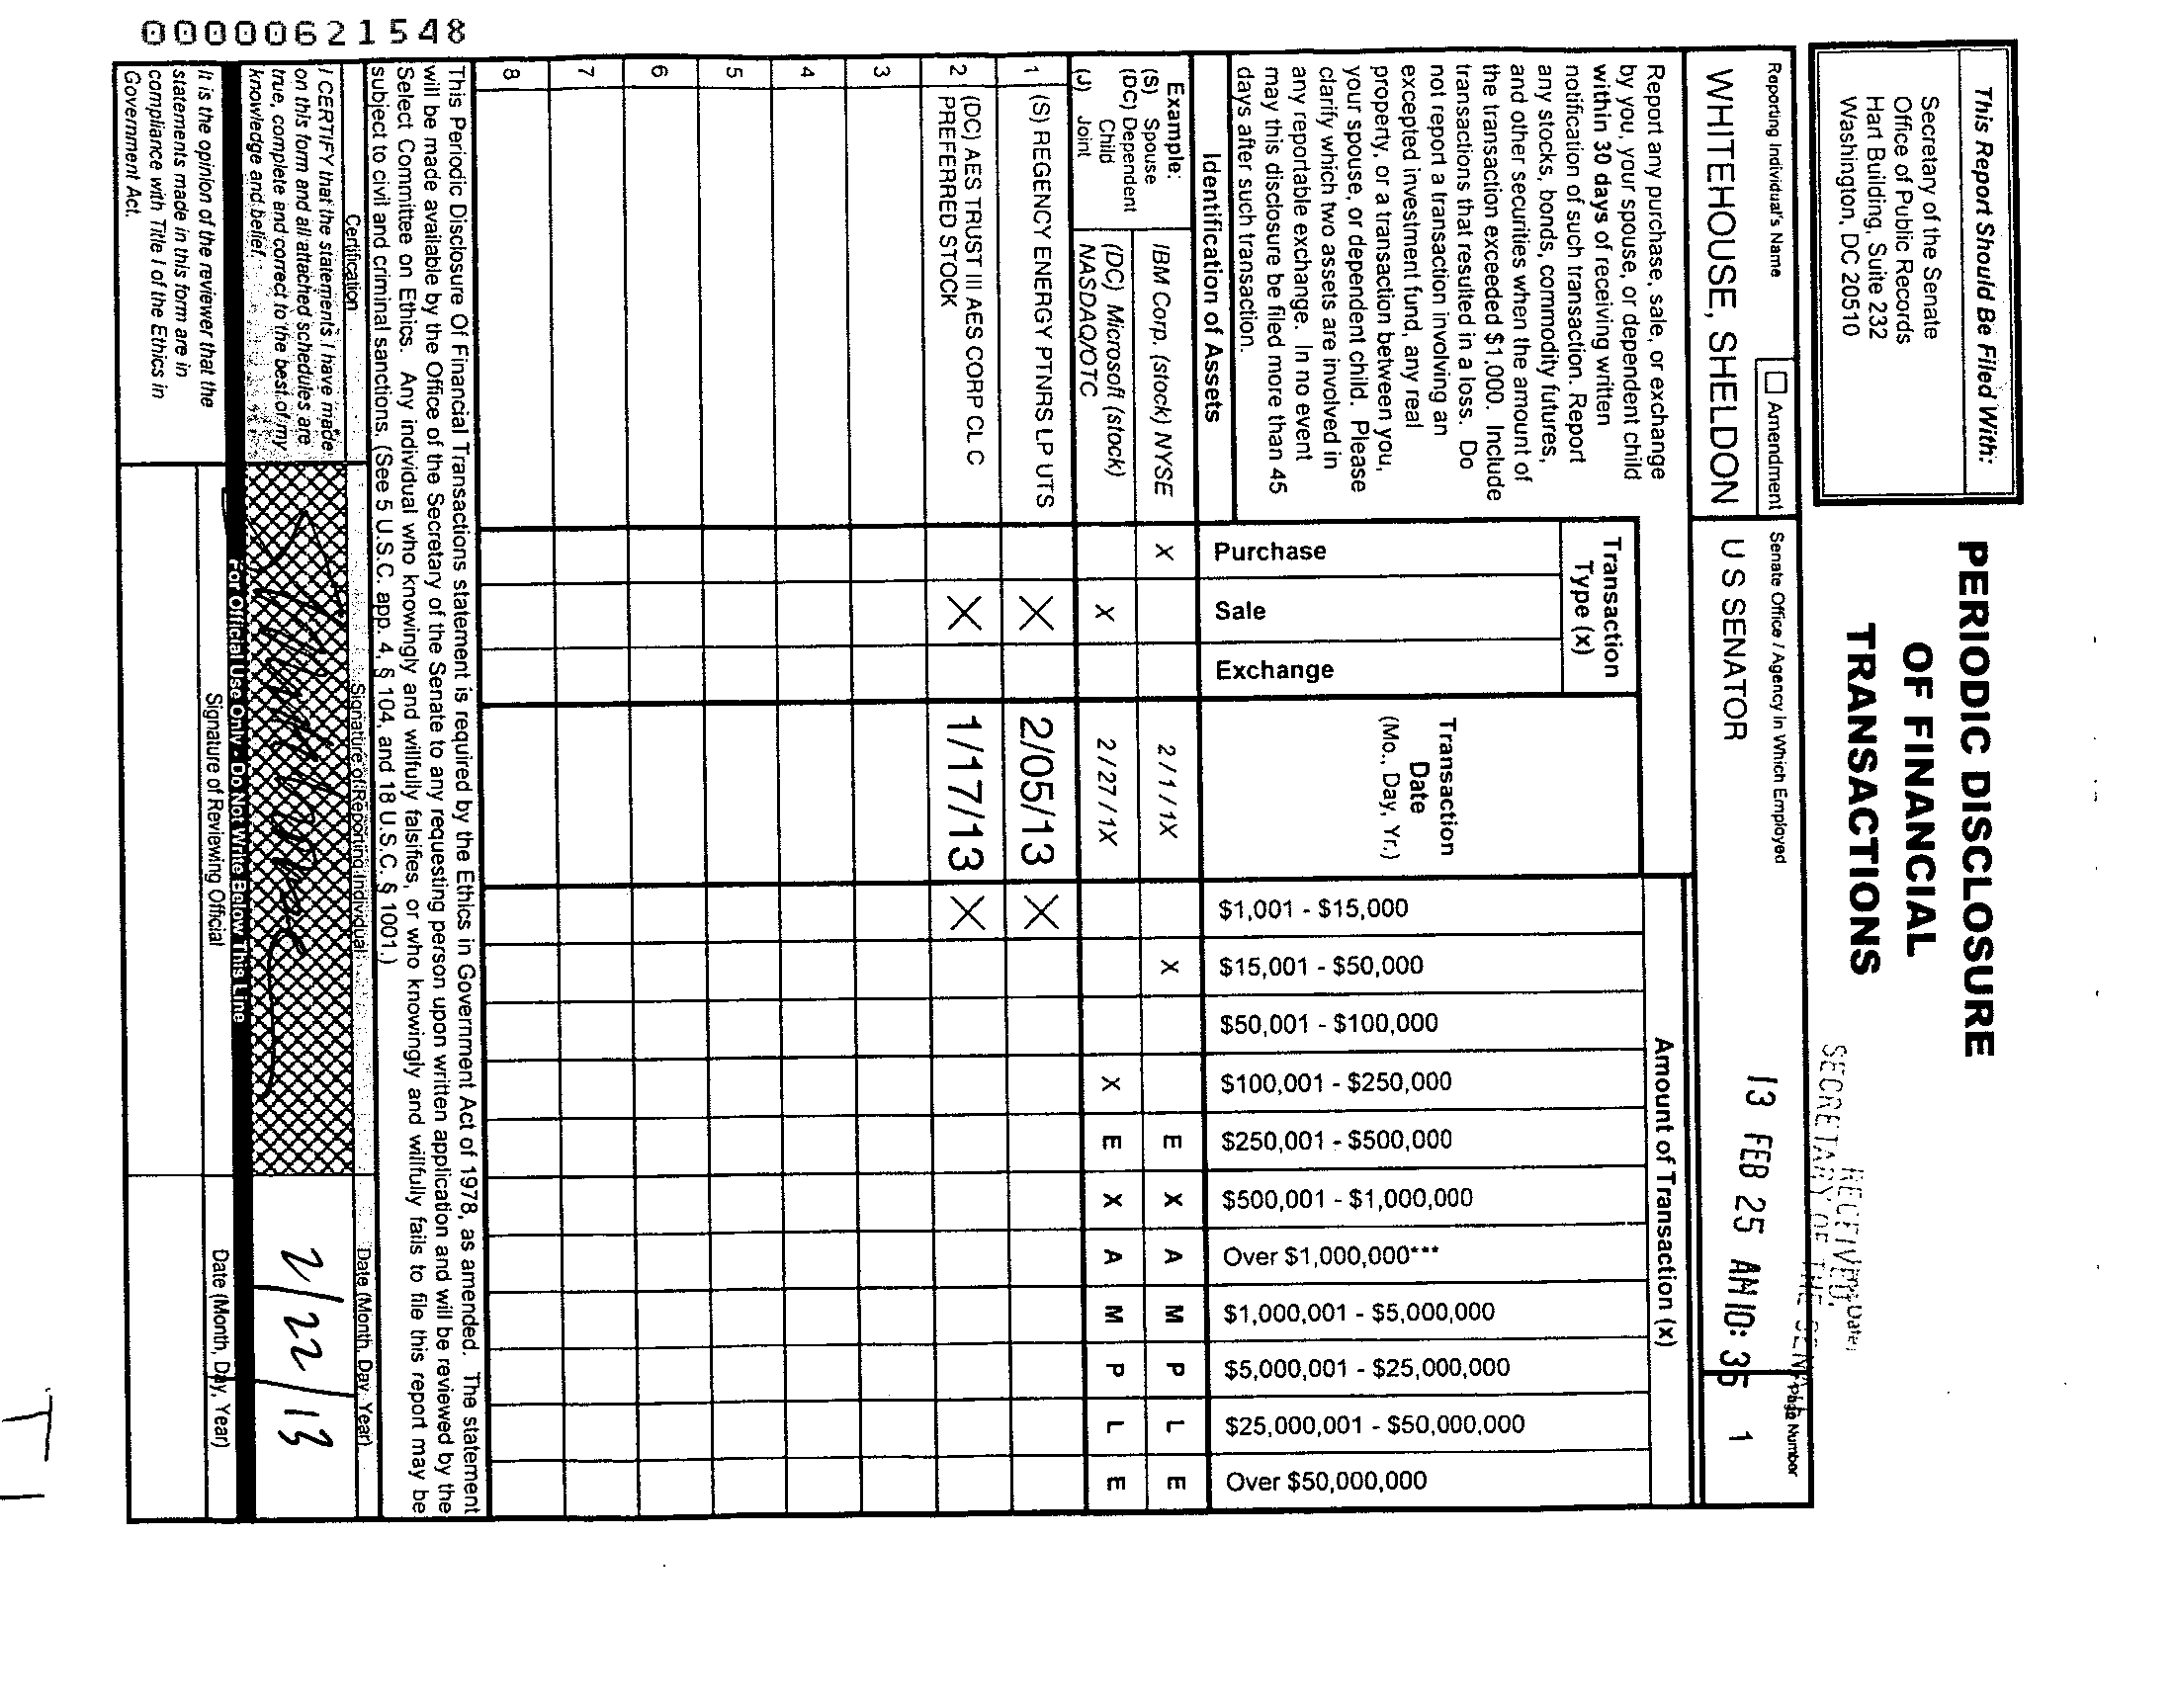 This Report Should Be Filed With:
Secretary of the Senate
Office of Public Records
Hart Building, Suite 232
Washington, DC 20510
PERIODIC DISCLOSURE
OF FINANCIAL
TRANSACTIONS
RECEIVED
SECRETARY OF THE SENATE
13 FEB 25 AM 10: 36
Reporting Individual's Name
Amendment
WHITEHOUSE, SHELDON
Senate Office / Agency in Which Employed
U S SENATOR
Page Number
1
Report any purchase, sale, or exchange
by you, your spouse, or dependent child
within 30 days of receiving written
notification of such transaction. Report
any stocks, bonds, commodity futures,
and other securities when the amount of
the transaction exceeded $1,000. Include
transactions that resulted in a loss. Do
not report a transaction involving an
excepted investment fund, any real
property, or a transaction between you,
your spouse, or dependent child. Please
clarify which two assets are involved in
any reportable exchange. In no event
may this disclosure be filed more than 45
days after such transaction.
Identification of Assets
Transaction
Type (x)
Purchase
Sale
Exchange
Transaction
Date
(Mo., Day, Yr.)
Amount of Transaction (x)
$1,001 - $15,000
$15,001 - $50,000
$50,001 - $100,000
$100,001 - $250,000
$250,001 - $500,000
$500,001 - $1,000,000
Over $1,000,000***
$1,000,001 - $5,000,000
$5,000,001 - $25,000,000
$25,000,001 - $50,000,000
Over $50,000,000
Example:
(S) Spouse
(DC) Dependent
Child
(J) Joint
IBM Corp. (stock) NYSE X 2/1/1X X E X A M P L E
(DC) Microsoft (stock)
NASDAQ/OTC X 2/27/1X X E X A M P L E
1 (S) REGENCY ENERGY PTNRS LP UTS X 2/05/13 X
2 (DC) AES TRUST III AES CORP CL C
PREFERRED STOCK X 1/17/13 X
3
4
5
6
7
8
This Periodic Disclosure Of Financial Transactions statement is required by the Ethics in Government Act of 1978, as amended. The statement
will be made available by the Office of the Secretary of the Senate to any requesting person upon written application and will be reviewed by the
Select Committee on Ethics. Any individual who knowingly and willfully falsifies, or who knowingly and willfully fails to file this report may be
subject to civil and criminal sanctions. (See 5 U.S.C. app. 4, § 104, and 18 U.S.C. § 1001.)
Certification
Signature of Reporting Individual
Date (Month, Day, Year)
I CERTIFY that the statements I have made
on this form and all attached schedules are
true, complete and correct to the best of my
knowledge and belief.
2/22/13
For Official Use Only - Do Not Write Below This Line
It is the opinion of the reviewer that the
statements made in this form are in
compliance with Title I of the Ethics in
Government Act.
Signature of Reviewing Official
Date (Month, Day, Year)
00000621548